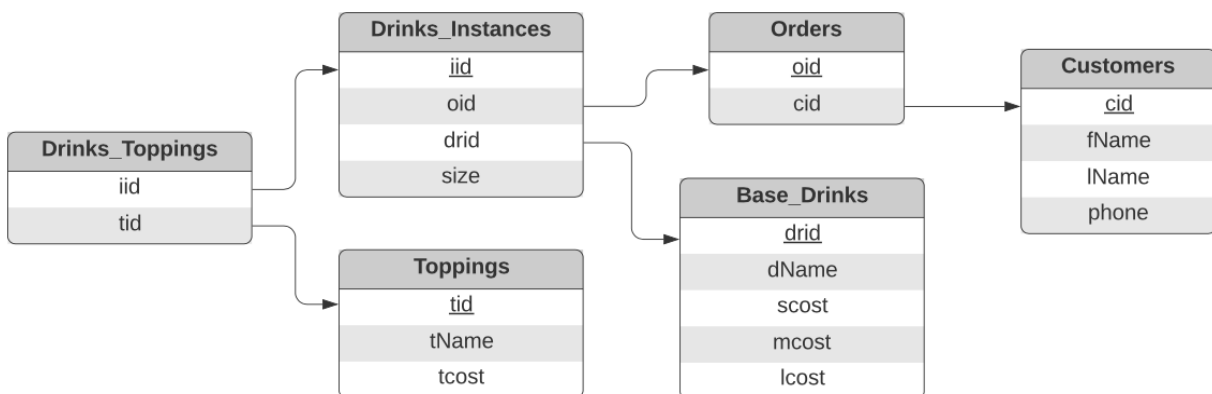 Drinks_Toppings
iid
tid
Drinks_Instances
iid
oid
drid
size
Toppings
tid
tName
tcost
Orders
oid
cid
Base_Drinks
drid
dName
scost
mcost
lcost
Customers
cid
fName
lName
phone